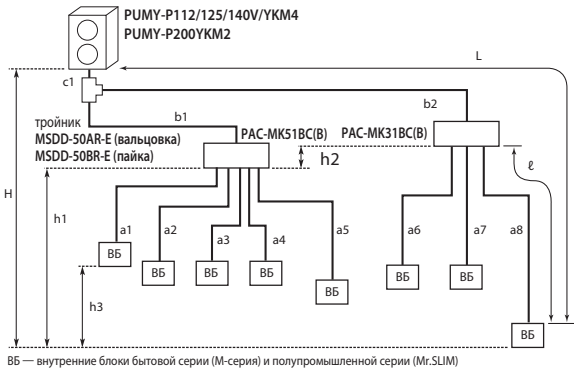 PUMY-P112/125/140V/YKM4
PUMY-P200YKM2
L
c1
b1
b2
тройник
MSDD-50AR-E (вальцовка)
MSDD-50BR-E (пайка)
PAC-MK51BC(B)
PAC-MK31BC(B)
h2
ℓ
H
h1
a1
a2
a3
a4
a5
a6
a7
a8
ВБ
ВБ
ВБ
ВБ
ВБ
ВБ
ВБ
h3
ВБ
ВБ — внутренние блоки бытовой серии (М-серия) и полупромышленной серии (Mr.SLIM)